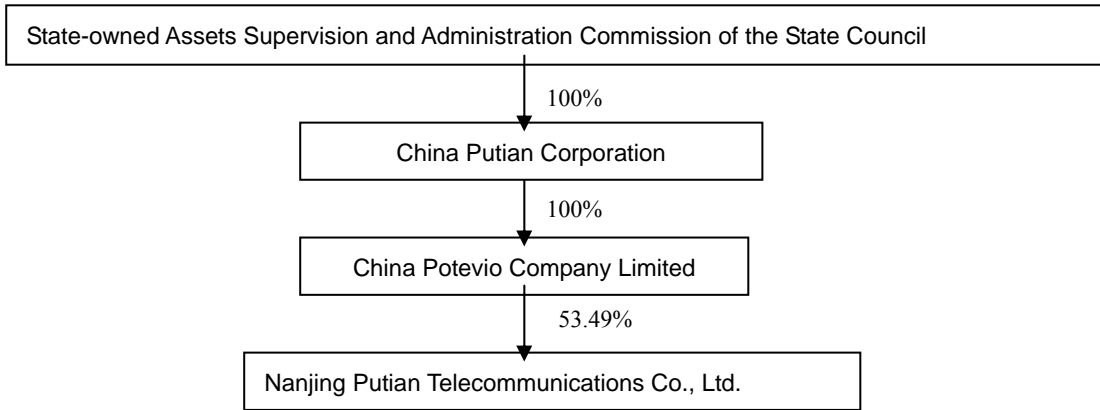 State-owned Assets Supervision and Administration Commission of the State Council
100%
China Putian Corporation
100%
China Potevio Company Limited
53.49%
Nanjing Putian Telecommunications Co., Ltd.